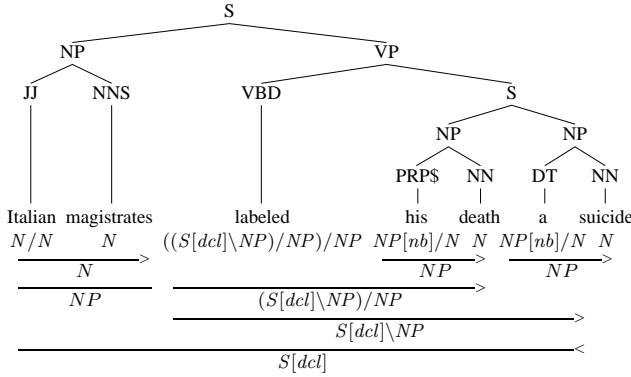 S
NP VP
JJ NNS VBD S
NP NP
PRP$ NN DT NN
Italian magistrates labeled his death a suicide
N/N N ((S[dcl]\NP)/NP)/NP NP[nb]/N N NP[nb]/N N
> > >
N NP NP
>
NP (S[dcl]\NP)/NP
>
S[dcl]\NP
<
S[dcl]